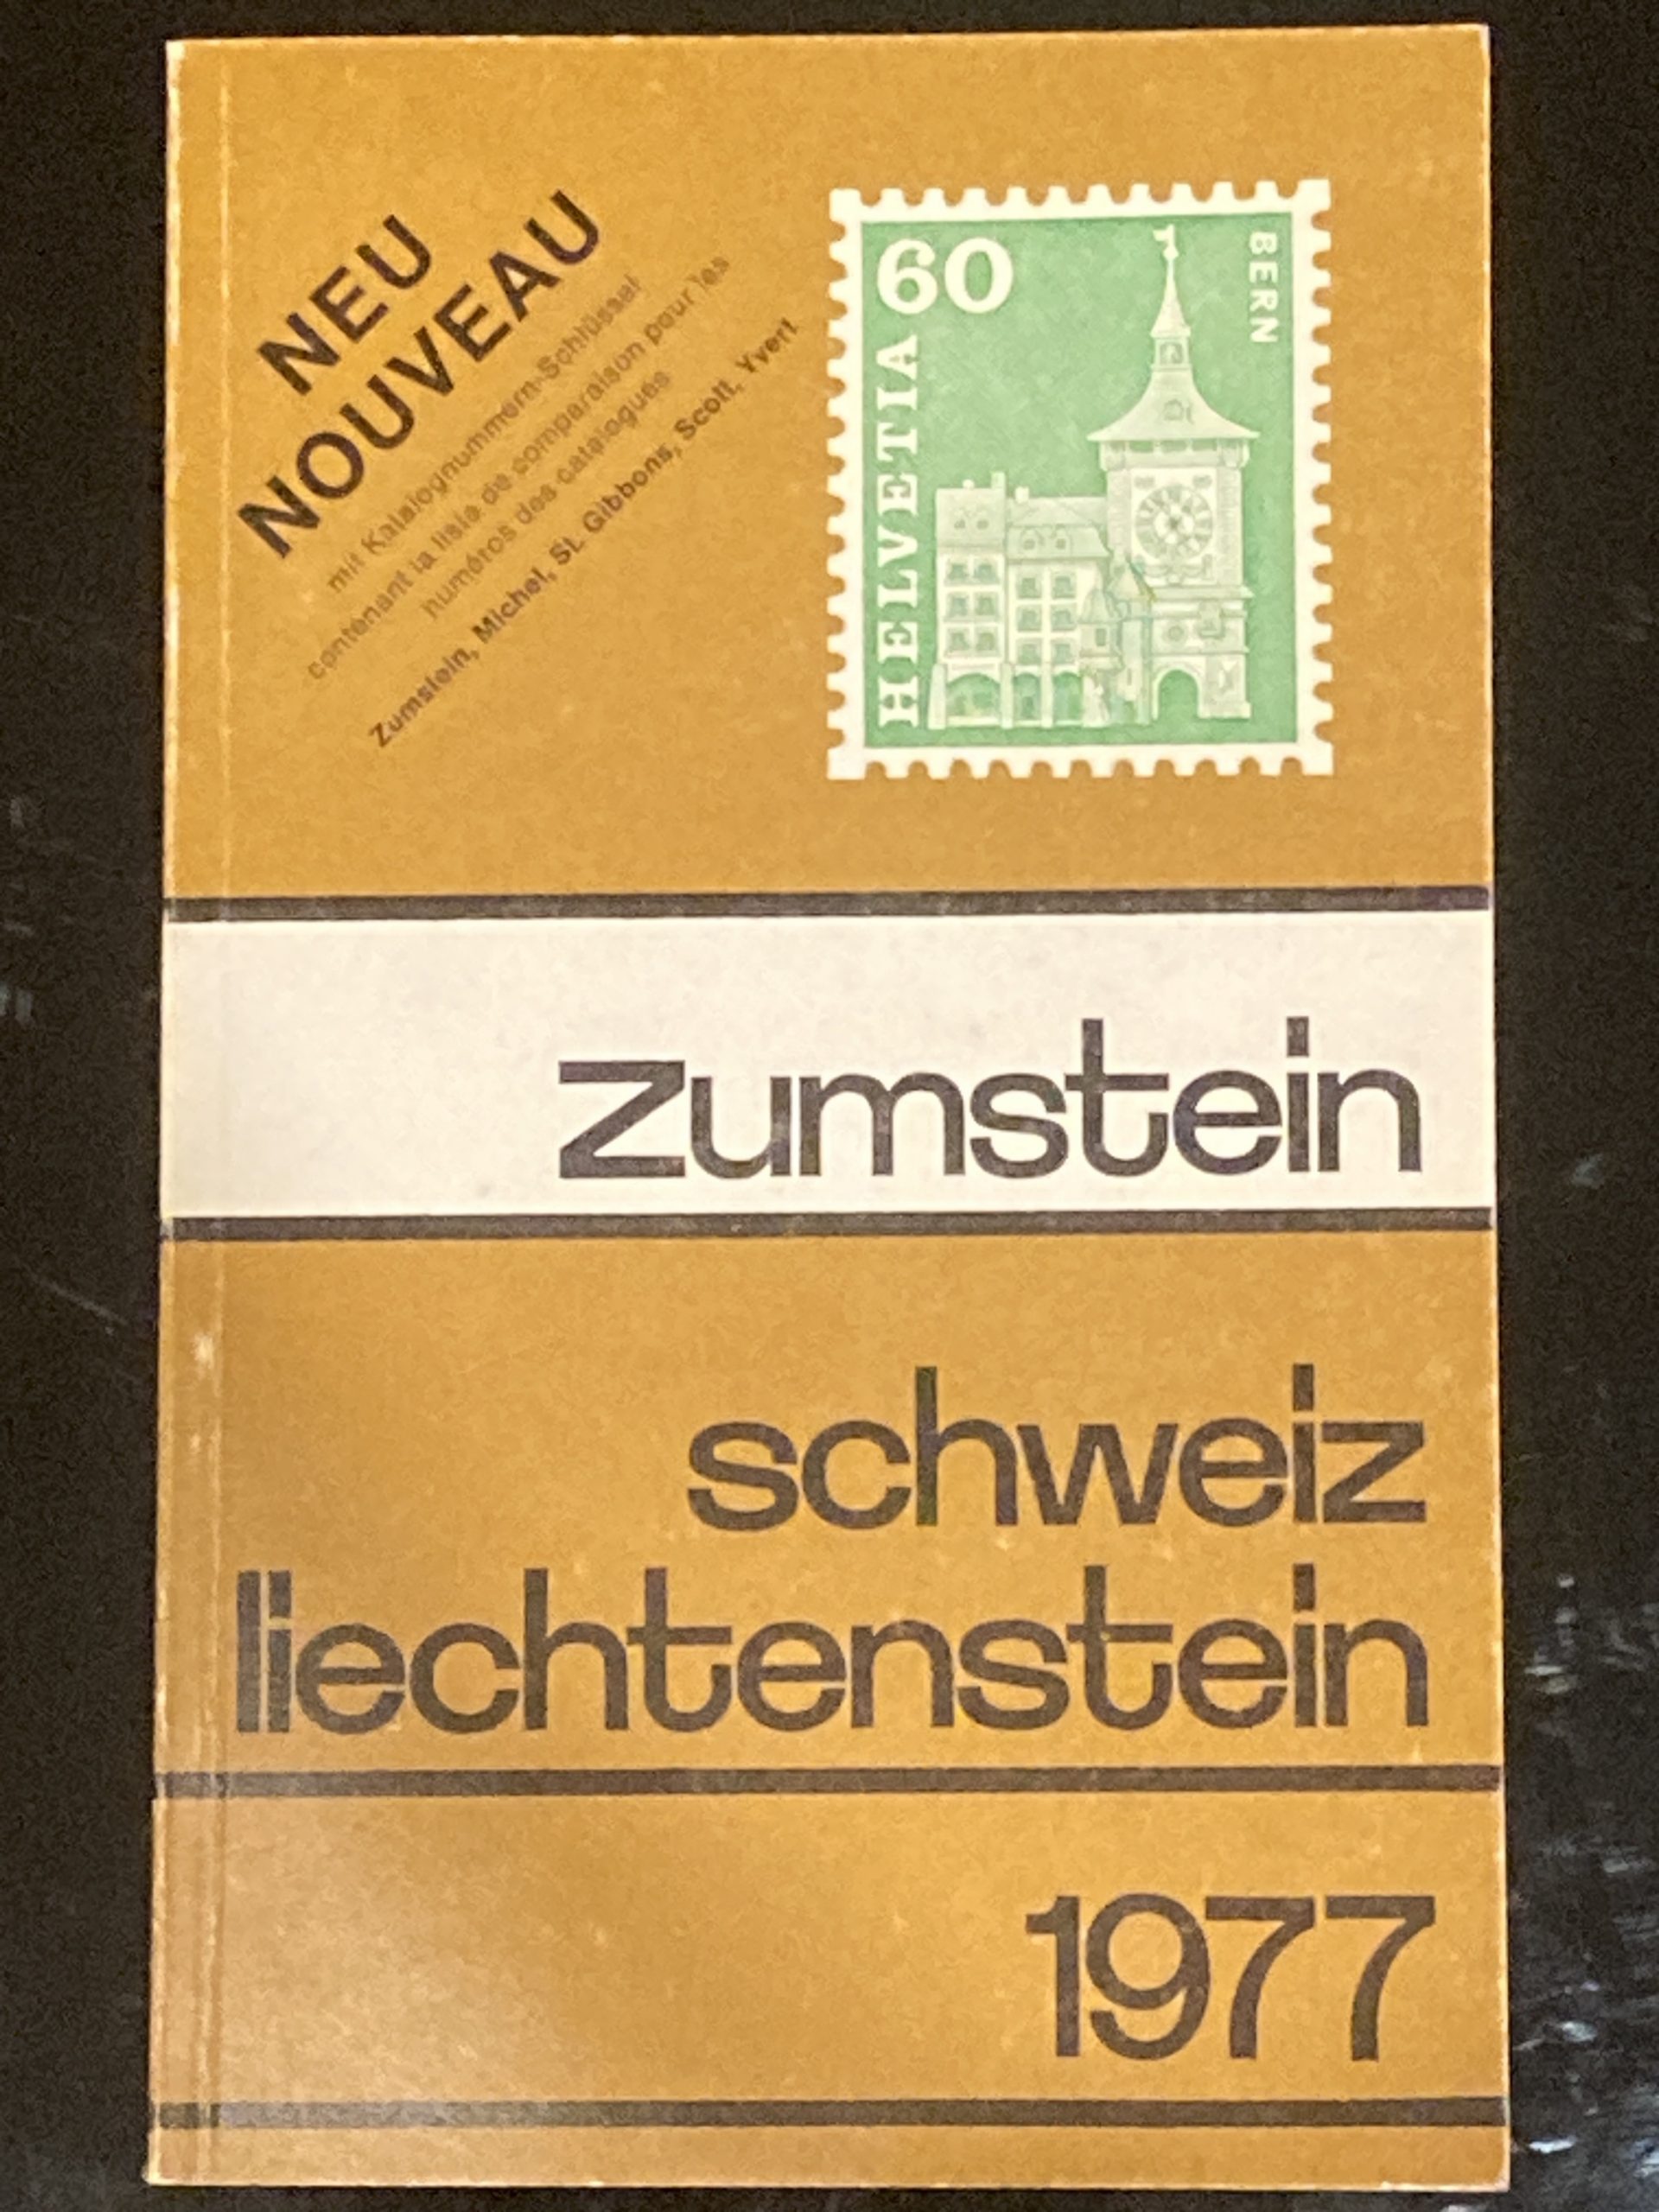 NEU
NOUVEAU
mit Katalognummern-Schlüssel
contenant la liste de comparaison pour les
numéros des catalogues
Zumstein, Michel, St. Gibbons, Scott, Yvert
60
BERN
HELVETIA
zumstein
schweiz
liechtenstein
1977